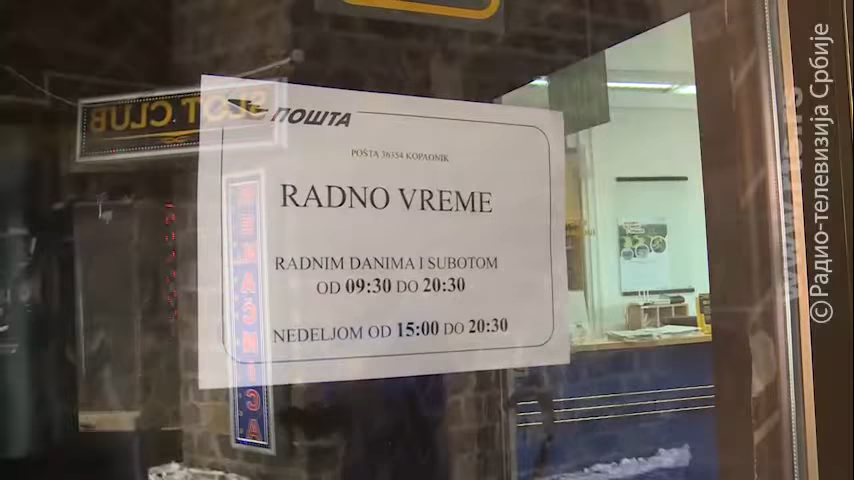 SLOT CLUB
ПОШТА
POŠTA 36354 KOPAONIK
RADNO VREME
RADNIM DANIMA I SUBOTOM
OD 09:30 DO 20:30
NEDELJOM OD 15:00 DO 20:30
MENJAČNICA
©Радио-телевизија Србије